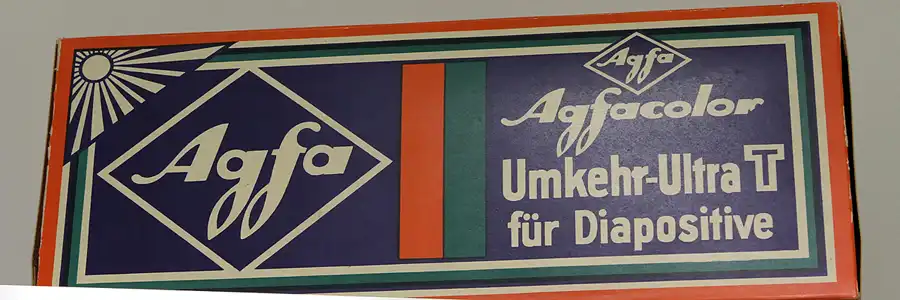 Agfa
Agfa
Agfacolor
Umkehr-Ultra T
für Diapositive